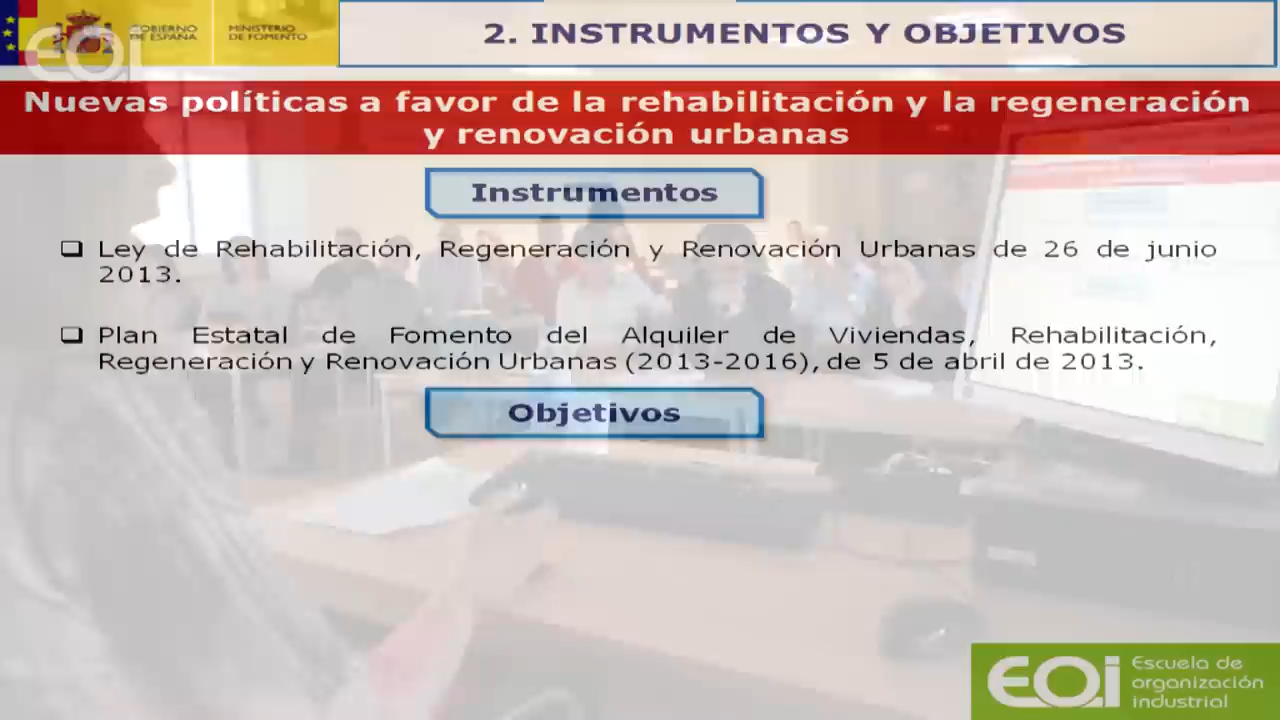 eoi
GOBIERNO
DE ESPAÑA
MINISTERIO
DE FOMENTO
2. INSTRUMENTOS Y OBJETIVOS
Nuevas políticas a favor de la rehabilitación y la regeneración
y renovación urbanas
Instrumentos
❑ Ley de Rehabilitación, Regeneración y Renovación Urbanas de 26 de junio
2013.
❑ Plan Estatal de Fomento del Alquiler de Viviendas, Rehabilitación,
Regeneración y Renovación Urbanas (2013-2016), de 5 de abril de 2013.
Objetivos
eoi Escuela de
organización
industrial